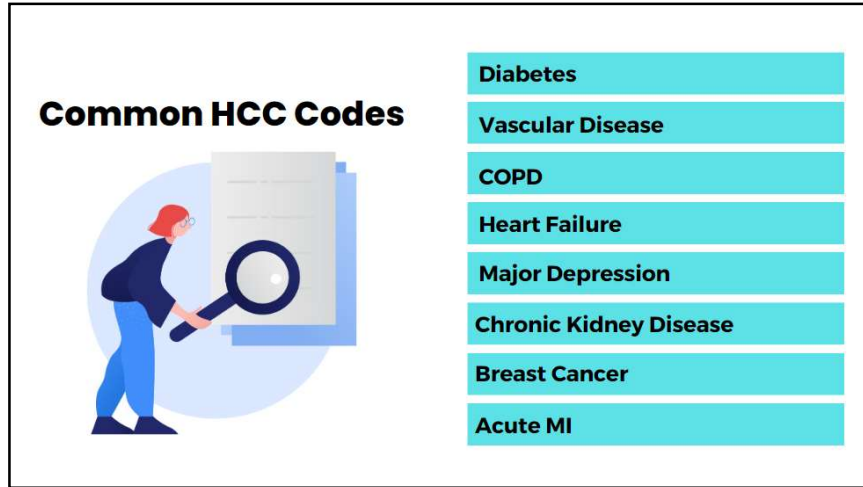 Common HCC Codes
Diabetes
Vascular Disease
COPD
Heart Failure
Major Depression
Chronic Kidney Disease
Breast Cancer
Acute MI